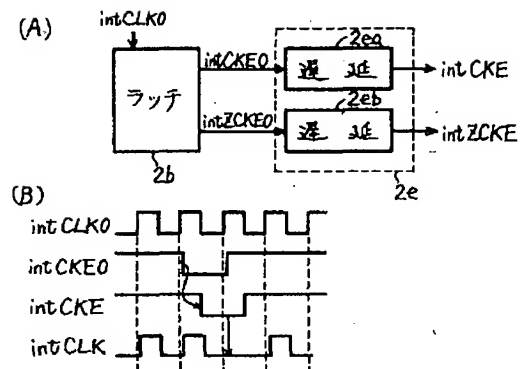 (A)
intCLK0
intCKE0
ラッチ
2ea
遅延
intCKE
intZCKE0
2eb
遅延
intZCKE
2b
2e
(B)
intCLK0
intCKE0
intCKE
intCLK